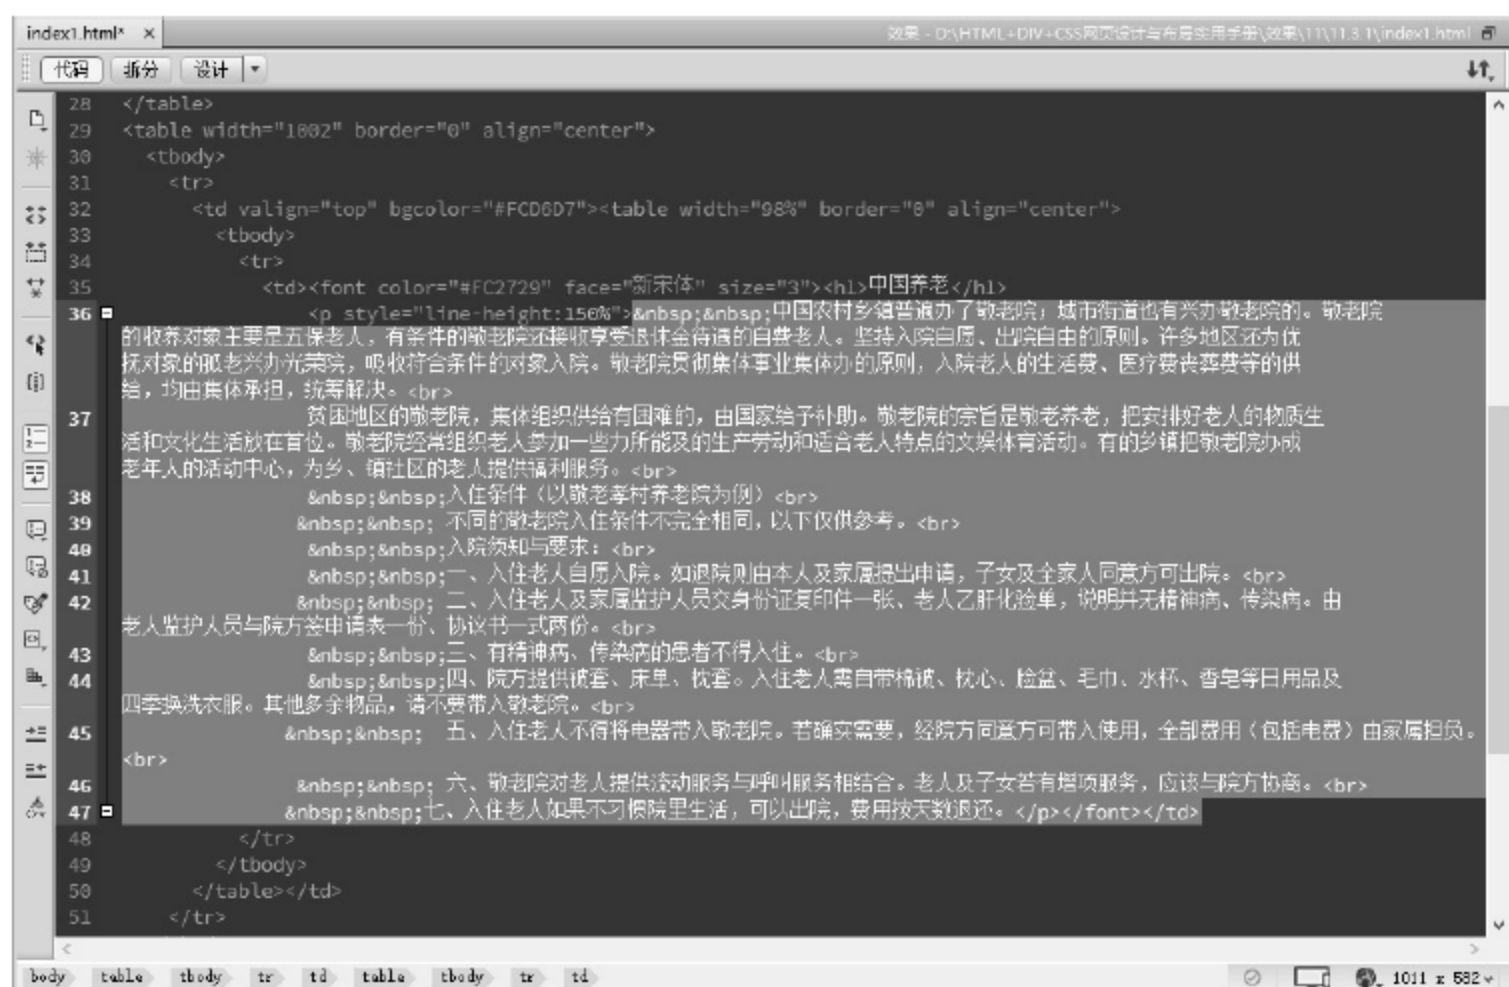 index1.html* ×
效果 - D:\HTML+DIV+CSS网页设计与布局实用手册\效果\11\11.3.1\index1.html
代码 拆分 设计
28 </table>
29 <table width="1002" border="0" align="center">
30 <tbody>
31 <tr>
32 <td valign="top" bgcolor="#FCD6D7"><table width="98%" border="0" align="center">
33 <tbody>
34 <tr>
35 <td><font color="#FC2729" face="新宋体" size="3"><h1>中国养老</h1>
36 <p style="line-height:150%">&nbsp;&nbsp;中国农村乡镇普遍办了敬老院；城市街道也有兴办敬老院的。敬老院
的收养对象主要是五保老人，有条件的敬老院还接收享受退休金待遇的自费老人。坚持入院自愿、出院自由的原则。许多地区还为优
抚对象的孤老兴办光荣院，吸收符合条件的对象入院。敬老院贯彻集体事业集体办的原则，入院老人的生活费、医疗费丧葬费等的供
给，均由集体承担，统筹解决。<br>
37 贫困地区的敬老院，集体组织供给有困难的，由国家给予补助。敬老院的宗旨是敬老养老，把安排好老人的物质生
活和文化生活放在首位。敬老院经常组织老人参加一些力所能及的生产劳动和适合老人特点的文娱体育活动。有的乡镇把敬老院办成
老年人的活动中心，为乡、镇社区的老人提供福利服务。<br>
38 &nbsp;&nbsp;入住条件（以敬老孝村养老院为例）<br>
39 &nbsp;&nbsp; 不同的敬老院入住条件不完全相同，以下仅供参考。<br>
40 &nbsp;&nbsp;入院须知与要求：<br>
41 &nbsp;&nbsp;一、入住老人自愿入院。如退院则由本人及家属提出申请，子女及全家人同意方可出院。<br>
42 &nbsp;&nbsp; 二、入住老人及家属监护人员交身份证复印件一张、老人乙肝化验单，说明并无精神病、传染病。由
老人监护人员与院方签申请表一份、协议书一式两份。<br>
43 &nbsp;&nbsp;三、有精神病、传染病的患者不得入住。<br>
44 &nbsp;&nbsp;四、院方提供被套、床单、枕套。入住老人需自带棉被、枕心、脸盆、毛巾、水杯、香皂等日用品及
四季换洗衣服。其他多余物品，请不要带入敬老院。<br>
45 &nbsp;&nbsp; 五、入住老人不得将电器带入敬老院。若确实需要，经院方同意方可带入使用，全部费用（包括电费）由家属担负。
<br>
46 &nbsp;&nbsp; 六、敬老院对老人提供流动服务与呼叫服务相结合。老人及子女若有增项服务，应该与院方协商。<br>
47 &nbsp;&nbsp;七、入住老人如果不习惯院里生活，可以出院，费用按天数退还。</p></font></td>
48 </tr>
49 </tbody>
50 </table></td>
51 </tr>
body table tbody tr td table tbody tr td 1011 x 582